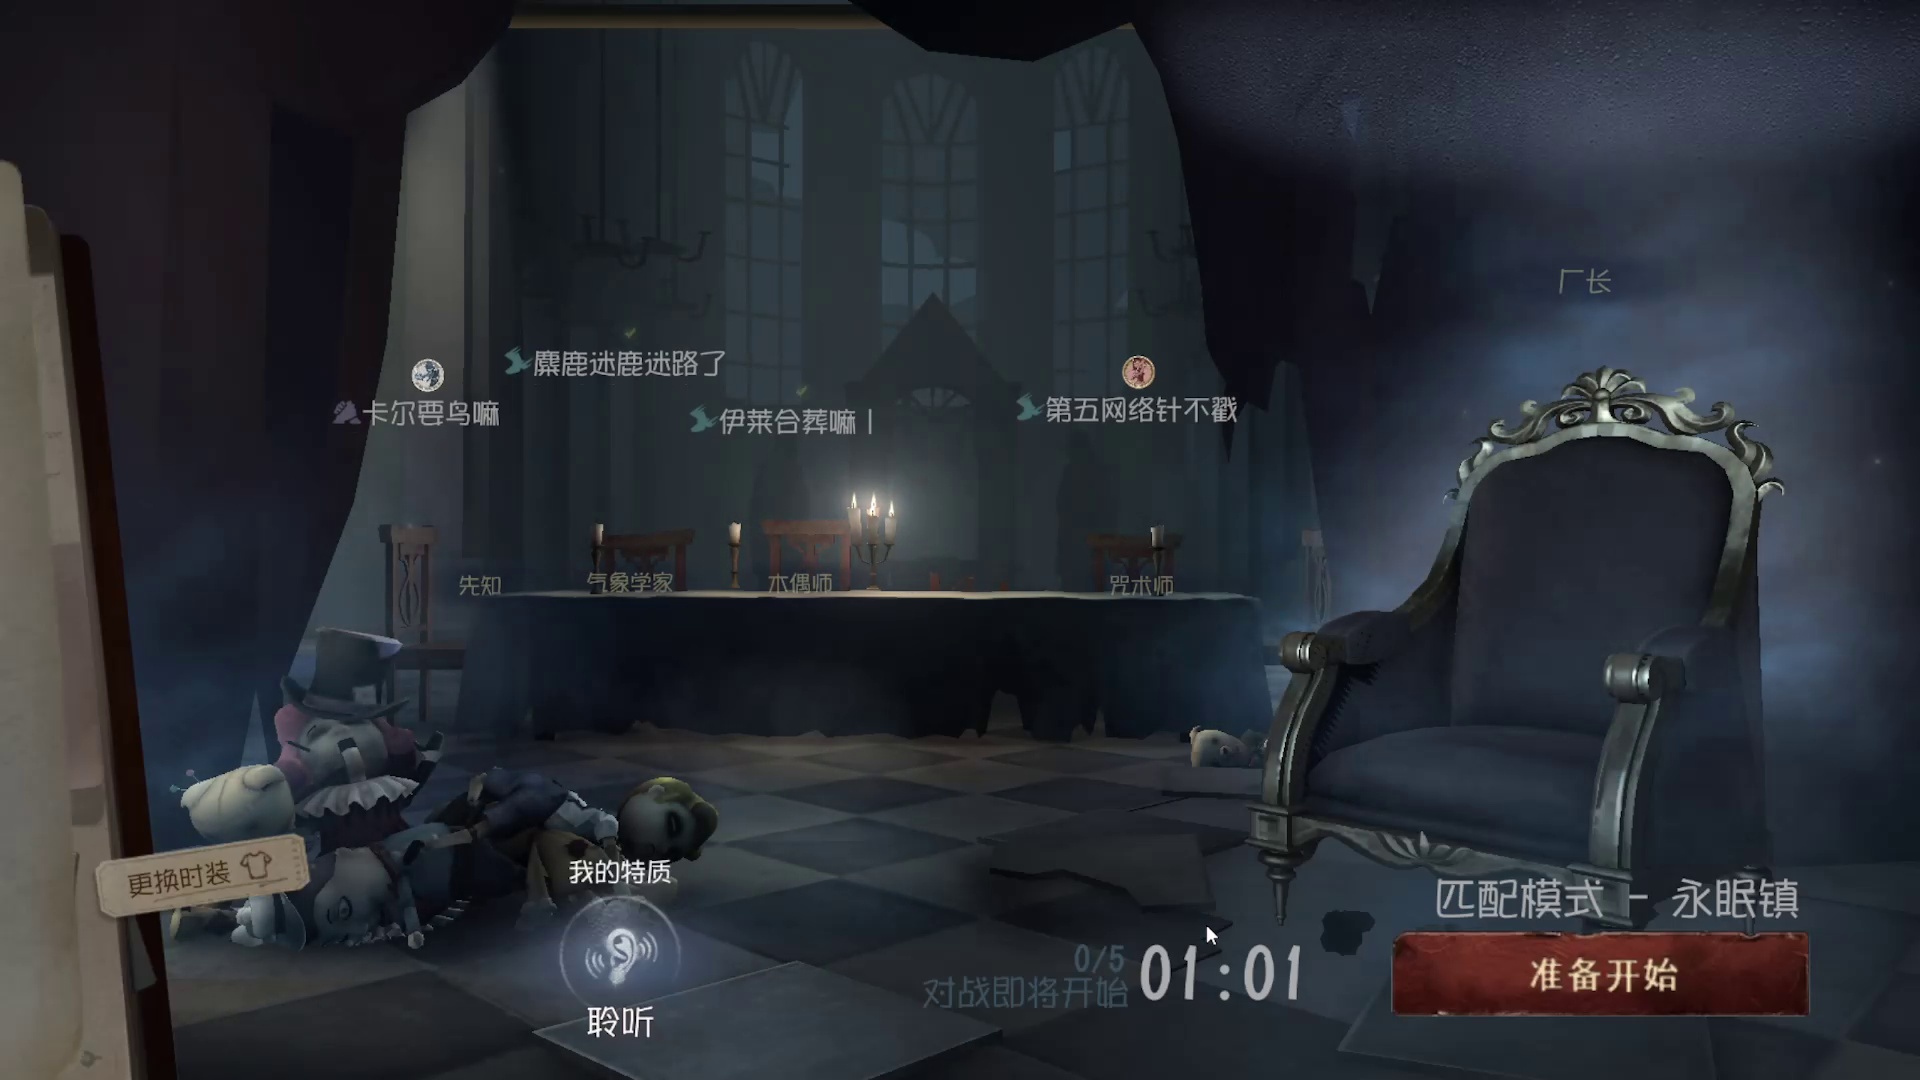 厂长
麋鹿迷鹿迷路了
卡尔要鸟嘛
伊莱合葬嘛丨
第五网络针不戳
先知
气象学家
木偶师
咒术师
更换时装
我的特质
聆听
0/5
对战即将开始
01:01
匹配模式 - 永眠镇
准备开始